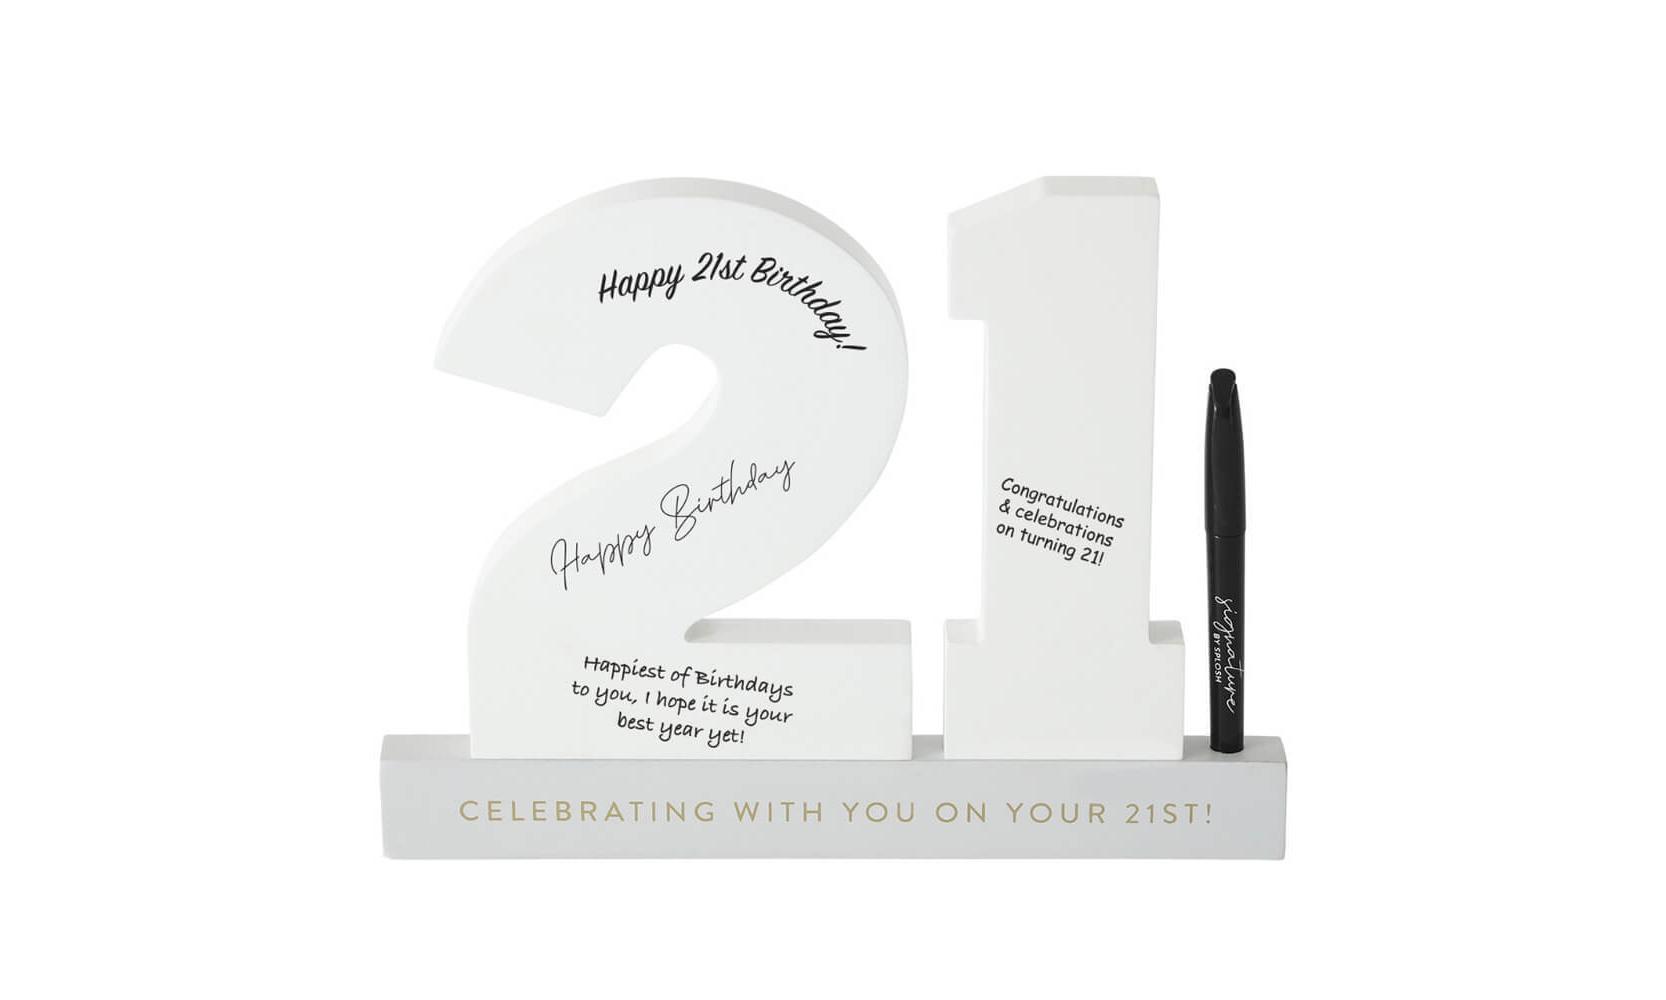 Happy 21st Birthday!
Happy Birthday
Happiest of Birthdays
to you, I hope it is your
best year yet!
Congratulations
& celebrations
on turning 21!
21
signature
BY SPLOSH
CELEBRATING WITH YOU ON YOUR 21ST!